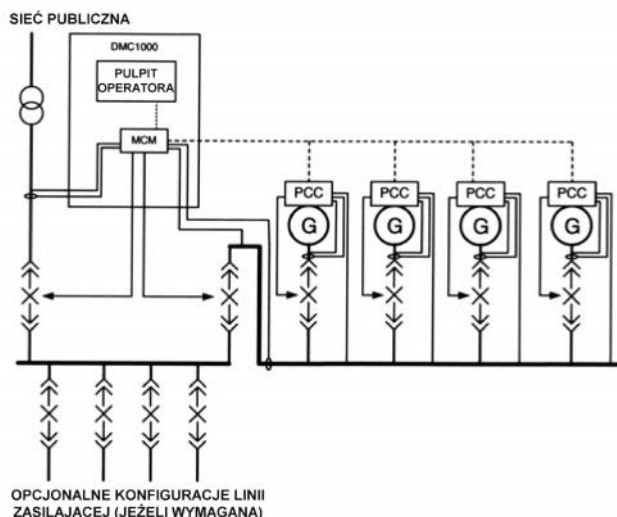 SIEĆ PUBLICZNA
DMC1000
PULPIT
OPERATORA
MCM
PCC
PCC
PCC
PCC
G
G
G
G
OPCJONALNE KONFIGURACJE LINII
ZASILAJACEJ (JEŻELI WYMAGANA)